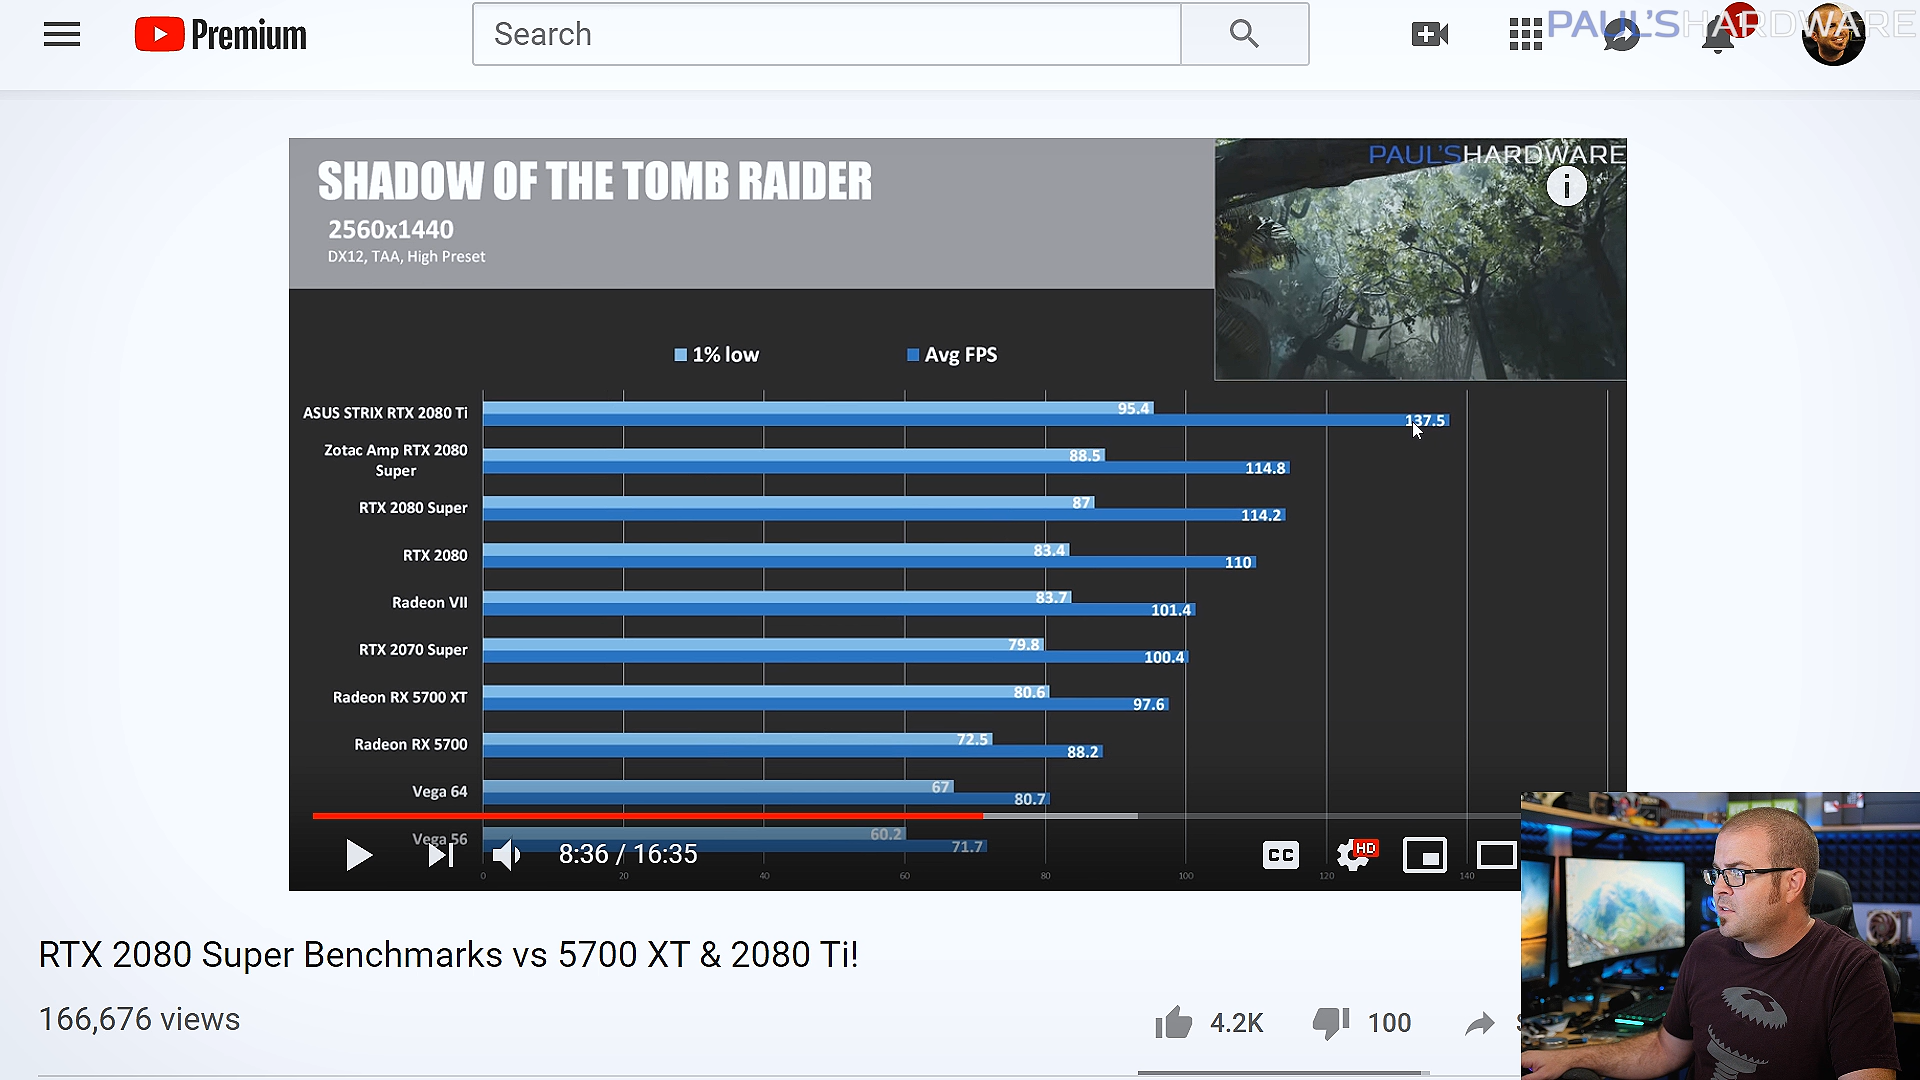 Premium
Search
1
PAUL'SHARDWARE
SHADOW OF THE TOMB RAIDER
2560x1440
DX12, TAA, High Preset
PAUL'SHARDWARE
i
1% low
Avg FPS
ASUS STRIX RTX 2080 Ti
95.4
137.5
Zotac Amp RTX 2080
Super
88.5
114.8
RTX 2080 Super
87
114.2
RTX 2080
83.4
110
Radeon VII
83.7
101.4
RTX 2070 Super
79.8
100.4
Radeon RX 5700 XT
80.6
97.6
Radeon RX 5700
72.5
88.2
Vega 64
67
80.7
Vega 56
60.2
71.7
8:36 / 16:35
CC
HD
0 20 40 60 80 100 120 140
RTX 2080 Super Benchmarks vs 5700 XT & 2080 Ti!
166,676 views
4.2K
100